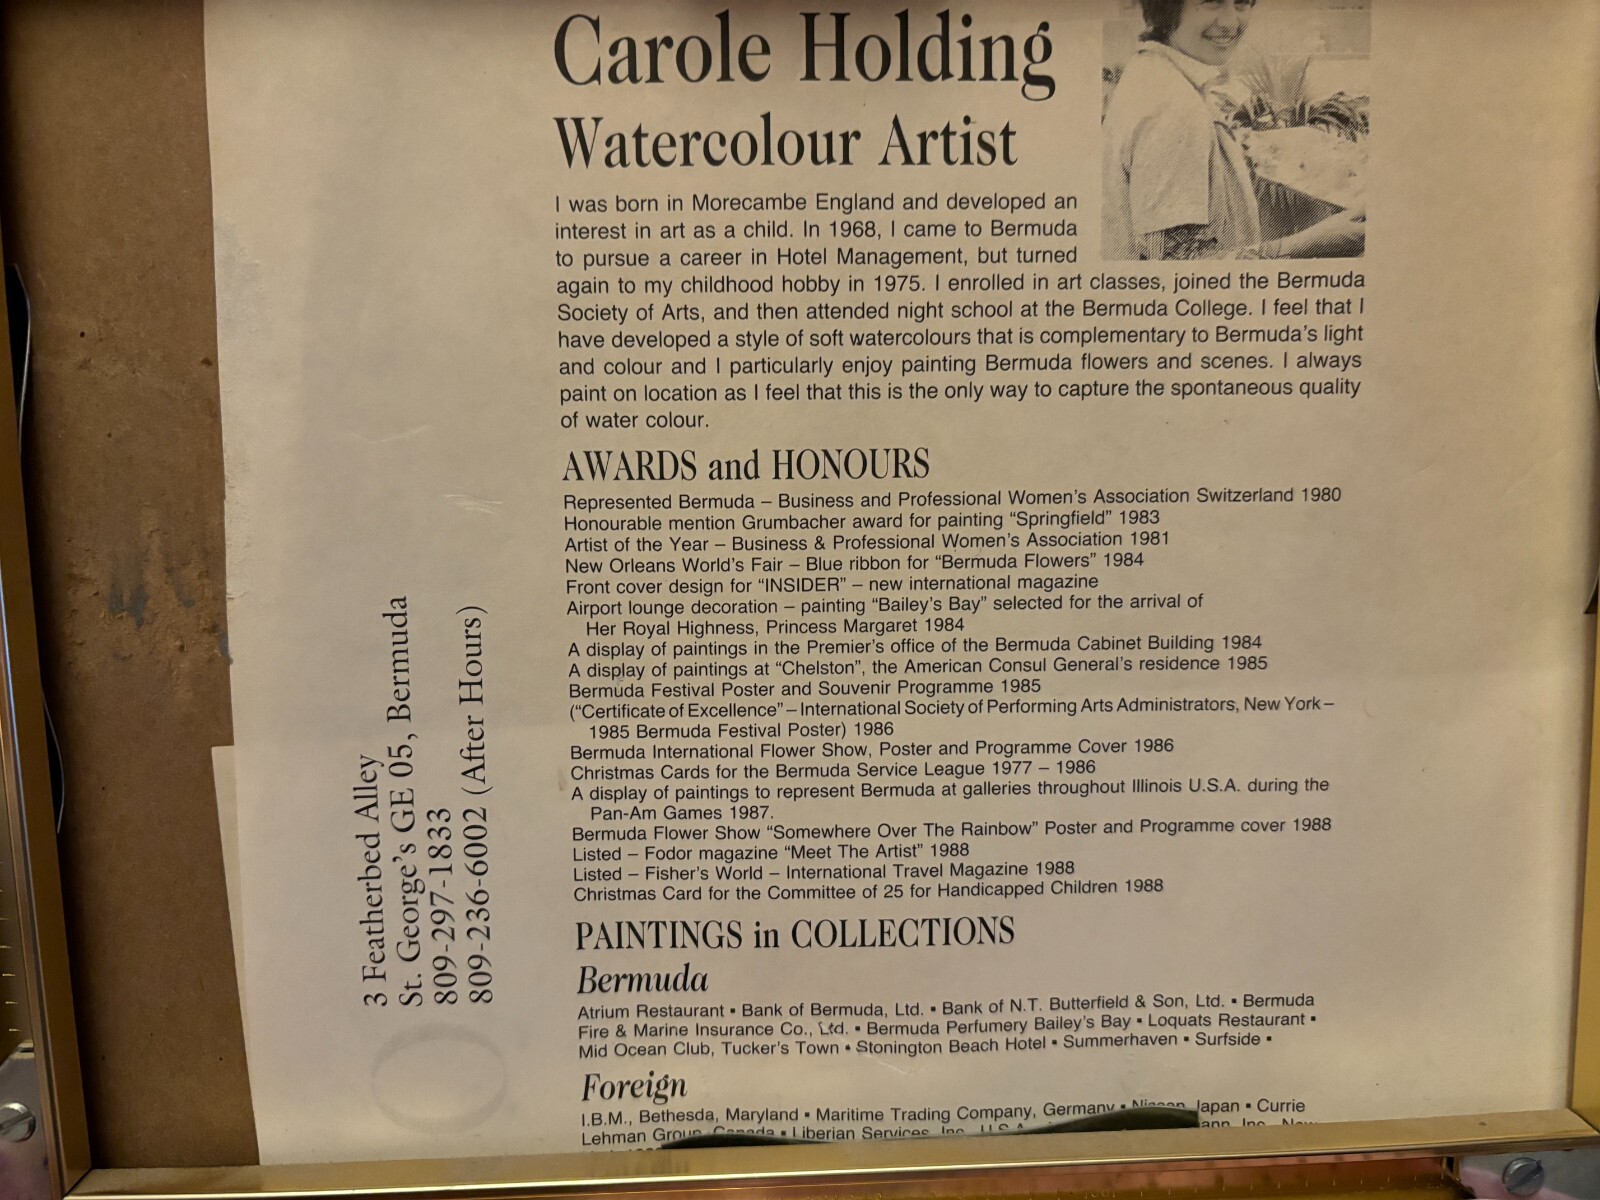 Carole Holding
Watercolour Artist
I was born in Morecambe England and developed an
interest in art as a child. In 1968, I came to Bermuda
to pursue a career in Hotel Management, but turned
again to my childhood hobby in 1975. I enrolled in art classes, joined the Bermuda
Society of Arts, and then attended night school at the Bermuda College. I feel that I
have developed a style of soft watercolours that is complementary to Bermuda's light
and colour and I particularly enjoy painting Bermuda flowers and scenes. I always
paint on location as I feel that this is the only way to capture the spontaneous quality
of water colour.
AWARDS and HONOURS
Represented Bermuda – Business and Professional Women's Association Switzerland 1980
Honourable mention Grumbacher award for painting “Springfield” 1983
Artist of the Year – Business & Professional Women's Association 1981
New Orleans World's Fair – Blue ribbon for “Bermuda Flowers” 1984
Front cover design for “INSIDER” – new international magazine
Airport lounge decoration – painting “Bailey's Bay” selected for the arrival of
Her Royal Highness, Princess Margaret 1984
A display of paintings in the Premier's office of the Bermuda Cabinet Building 1984
A display of paintings at “Chelston”, the American Consul General's residence 1985
Bermuda Festival Poster and Souvenir Programme 1985
(“Certificate of Excellence” – International Society of Performing Arts Administrators, New York –
1985 Bermuda Festival Poster) 1986
Bermuda International Flower Show, Poster and Programme Cover 1986
Christmas Cards for the Bermuda Service League 1977 – 1986
A display of paintings to represent Bermuda at galleries throughout Illinois U.S.A. during the
Pan-Am Games 1987.
Bermuda Flower Show “Somewhere Over The Rainbow” Poster and Programme cover 1988
Listed – Fodor magazine “Meet The Artist” 1988
Listed – Fisher's World – International Travel Magazine 1988
Christmas Card for the Committee of 25 for Handicapped Children 1988
PAINTINGS in COLLECTIONS
Bermuda
Atrium Restaurant ▪ Bank of Bermuda, Ltd. ▪ Bank of N.T. Butterfield & Son, Ltd. ▪ Bermuda
Fire & Marine Insurance Co., Ltd. ▪ Bermuda Perfumery Bailey's Bay ▪ Loquats Restaurant ▪
Mid Ocean Club, Tucker's Town ▪ Stonington Beach Hotel ▪ Summerhaven ▪ Surfside ▪
Foreign
I.B.M., Bethesda, Maryland ▪ Maritime Trading Company, Germany ▪ Nissan Japan ▪ Currie
Lehman Group Canada ▪ Liberian Services, Inc. U.S.A. Inc. New
3 Featherbed Alley
St. George's GE 05, Bermuda
809-297-1833
809-236-6002 (After Hours)